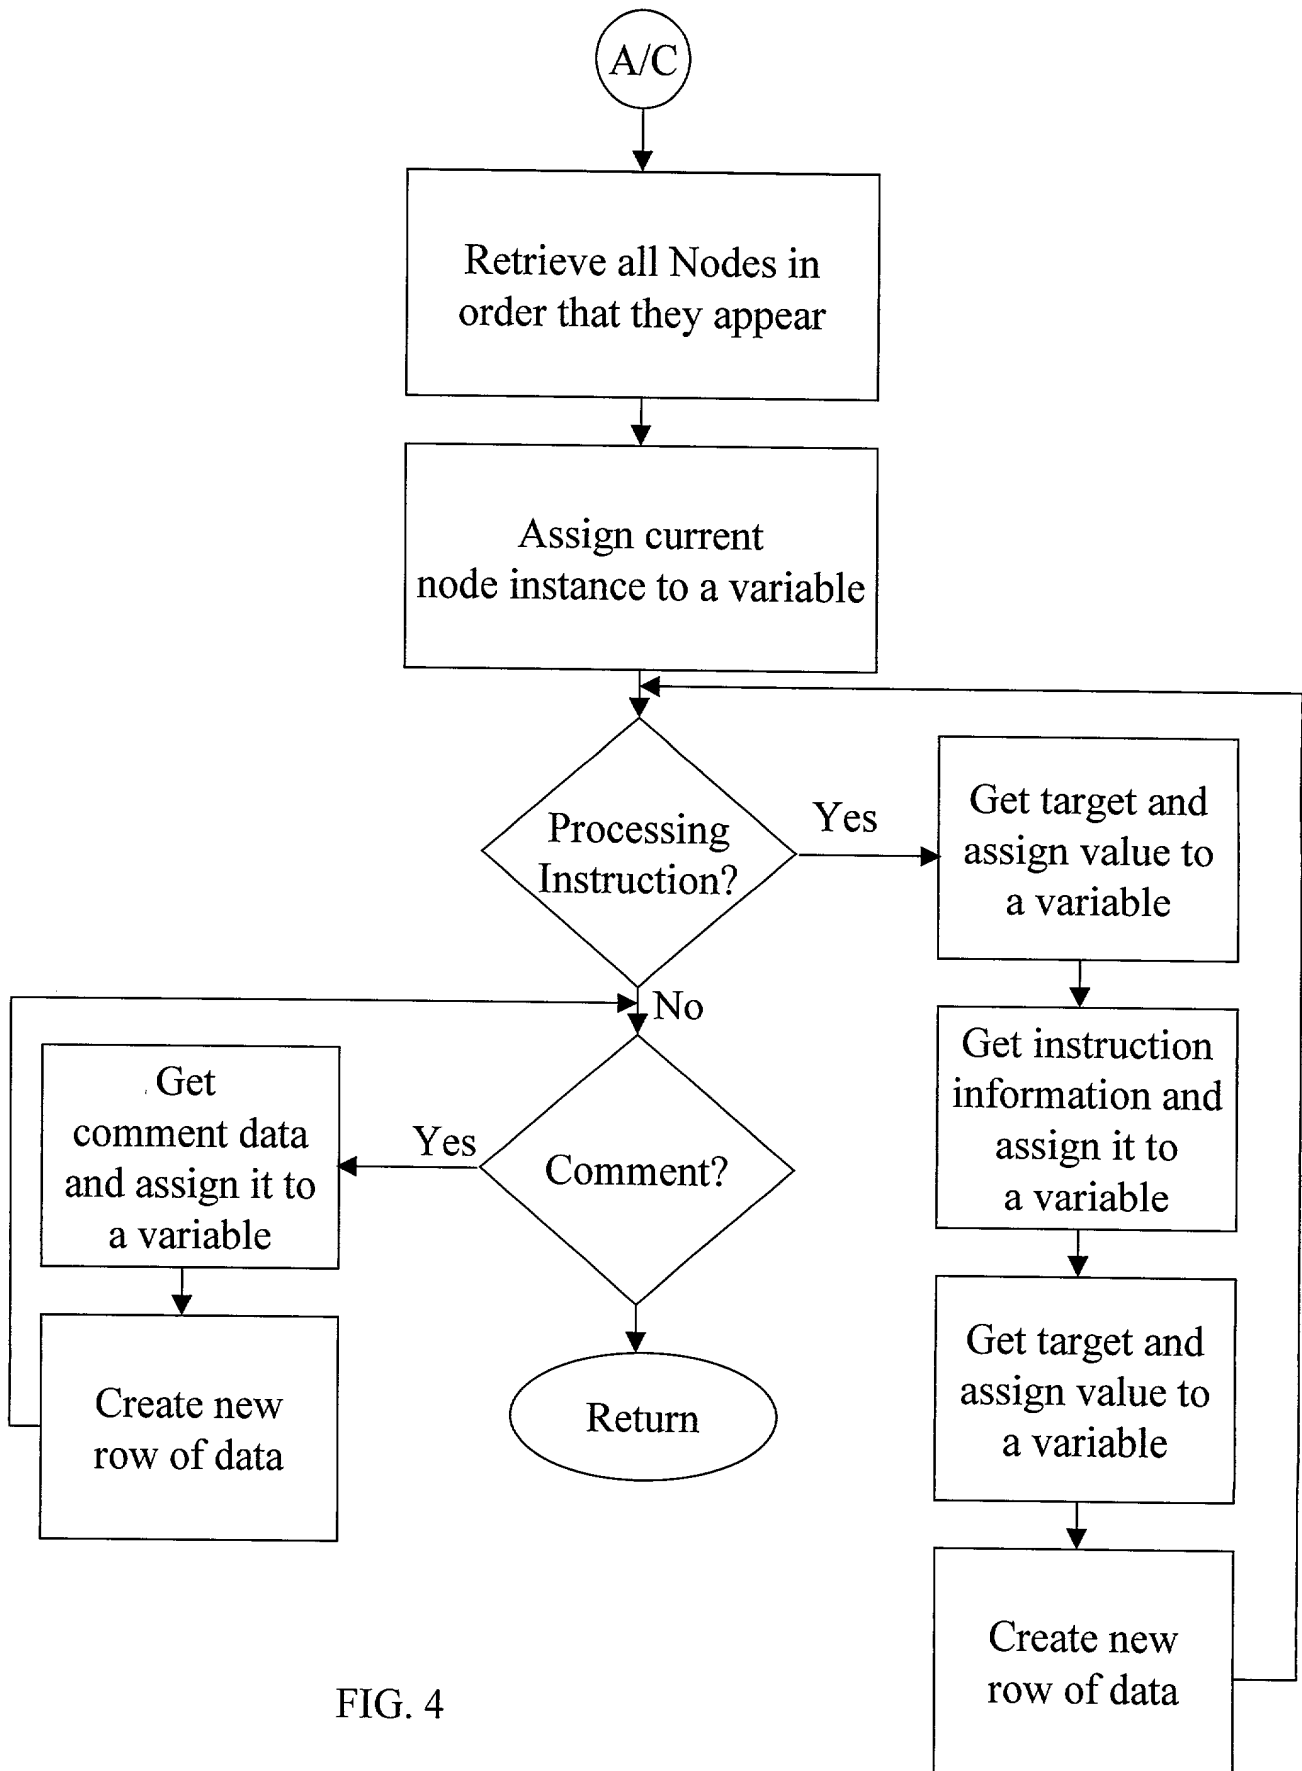 A/C
Retrieve all Nodes in
order that they appear
Assign current
node instance to a variable
Processing
Instruction?
Yes
Get target and
assign value to
a variable
No
Get instruction
information and
assign it to
a variable
Get
comment data
and assign it to
a variable
Yes
Comment?
Get target and
assign value to
a variable
Create new
row of data
Return
Create new
row of data
FIG. 4